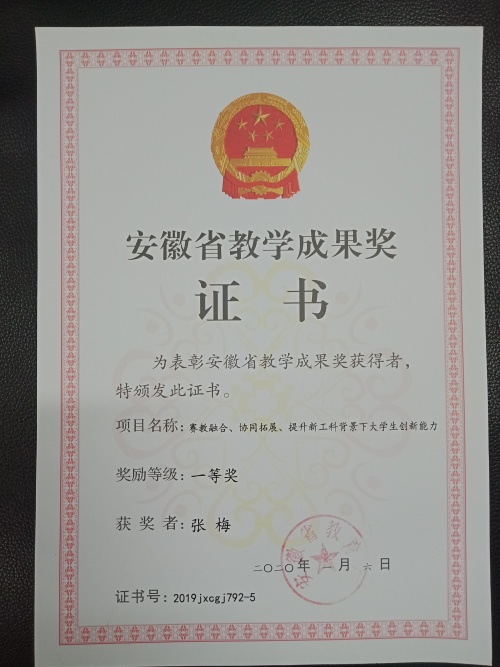 安徽省教学成果奖
证 书
为表彰安徽省教学成果奖获得者，
特颁发此证书。
项目名称：赛教融合、协同拓展、提升新工科背景下大学生创新能力
奖励等级：一等奖
获 奖 者：张 梅
安徽省教
二〇二〇年 月 六 日
证书号：2019jxcgj792-5